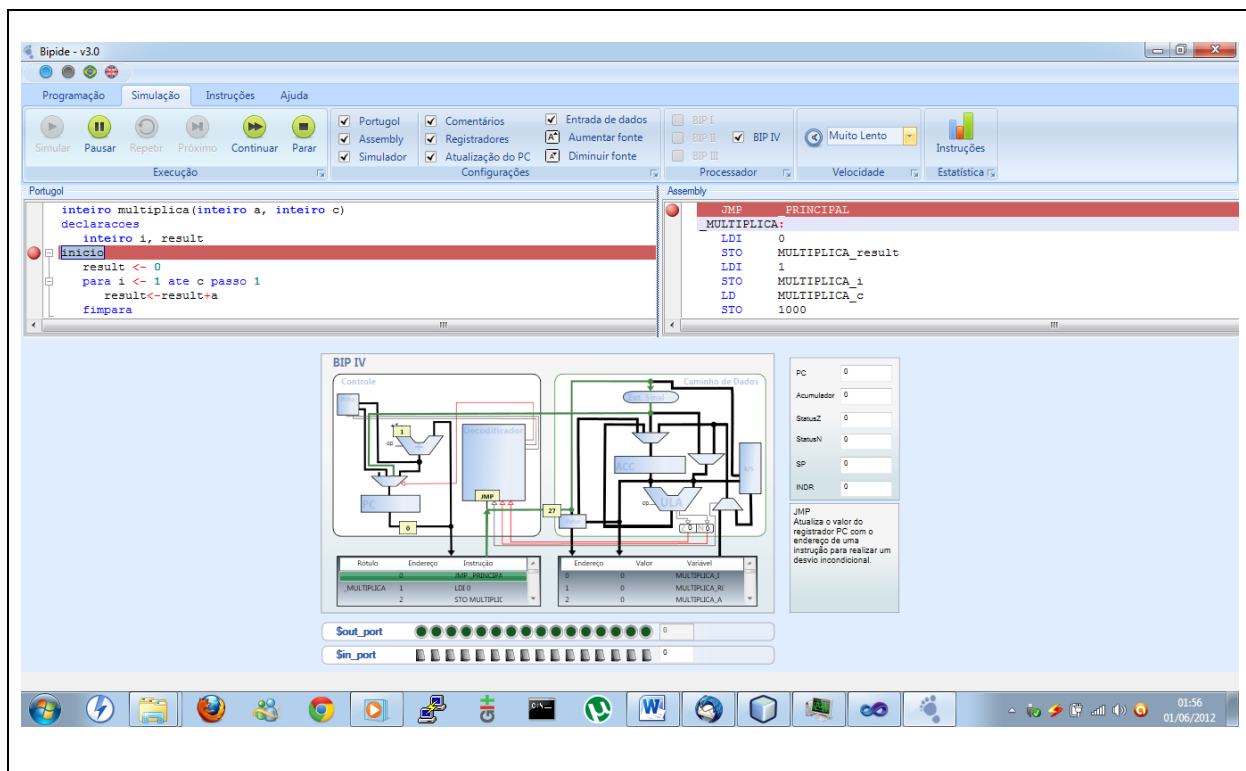 Bipide - v3.0
Programação Simulação Instruções Ajuda
Simular Pausar Repetir Próximo Continuar Parar
Execução
Portugol Comentários Entrada de dados
Assembly Registradores Aumentar fonte
Simulador Atualização do PC Diminuir fonte
Configurações
BIP I
BIP II BIP IV
BIP III
Processador
Muito Lento
Velocidade
Instruções
Estatística
Portugol
inteiro multiplica(inteiro a, inteiro c)
declaracoes
inteiro i, result
inicio
result <- 0
para i <- 1 ate c passo 1
result<-result+a
fimpara
Assembly
JMP _PRINCIPAL
_MULTIPLICA:
LDI 0
STO MULTIPLICA_result
LDI 1
STO MULTIPLICA_i
LD MULTIPLICA_c
STO 1000
BIP IV
Controle
Decodificador
1
op
PC
0
JMP
27
Caminho de Dados
Ext. Sinal
ACC
ULA
op
Z 0 N 0
Rótulo Endereço Instrução
0 JMP _PRINCIPA
_MULTIPLICA 1 LDI 0
2 STO MULTIPLIC
Endereço Valor Variável
0 0 MULTIPLICA_I
1 0 MULTIPLICA_RE
2 0 MULTIPLICA_A
PC 0
Acumulador 0
StatusZ 0
StatusN 0
SP 0
INDR 0
JMP
Atualiza o valor do
registrador PC com o
endereço de uma
instrução para realizar um
desvio incondicional.
$out_port 0
$in_port 0
git
01:56
01/06/2012